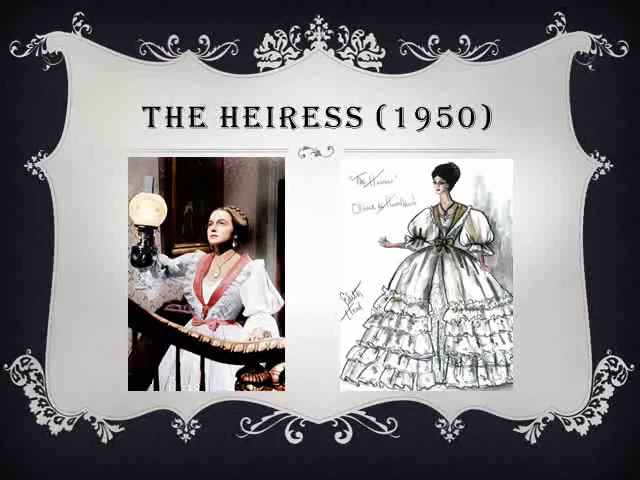 THE HEIRESS (1950)
"The Heiress"
Olivia de Havilland
Edith
Head